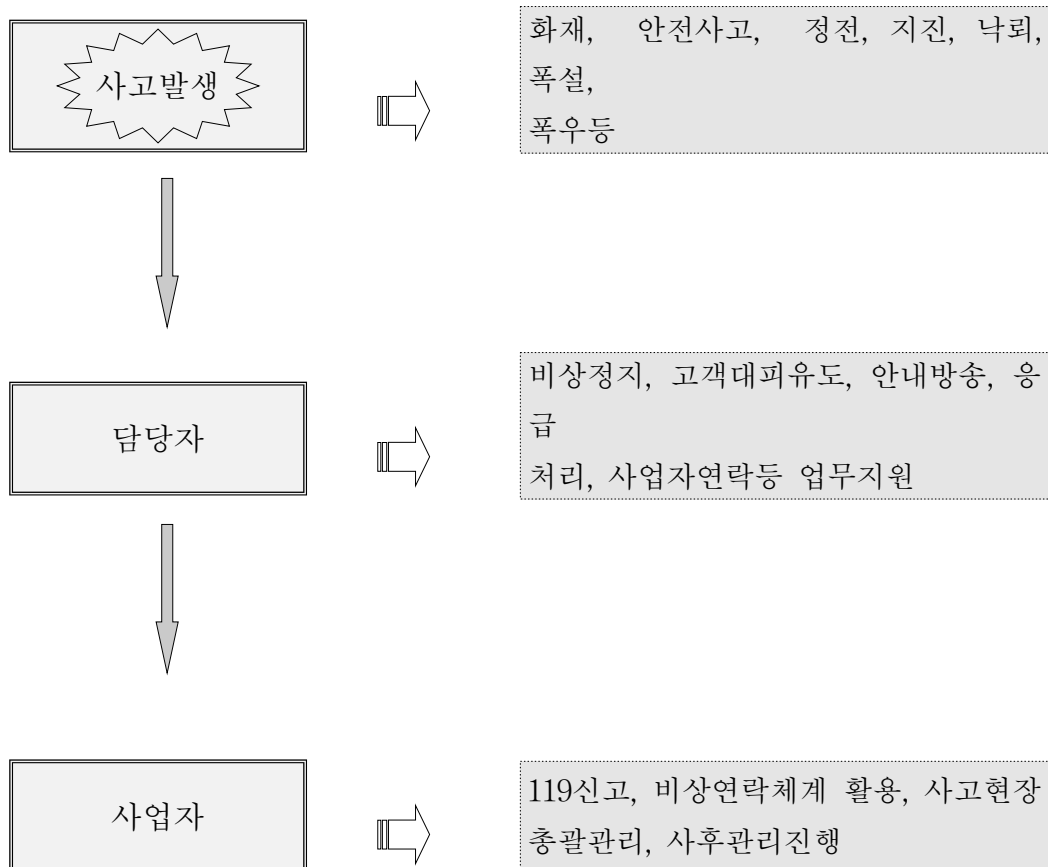 사고발생
화재, 안전사고, 정전, 지진, 낙뢰,
폭설,
폭우등
담당자
비상정지, 고객대피유도, 안내방송, 응
급
처리, 사업자연락등 업무지원
사업자
119신고, 비상연락체계 활용, 사고현장
총괄관리, 사후관리진행